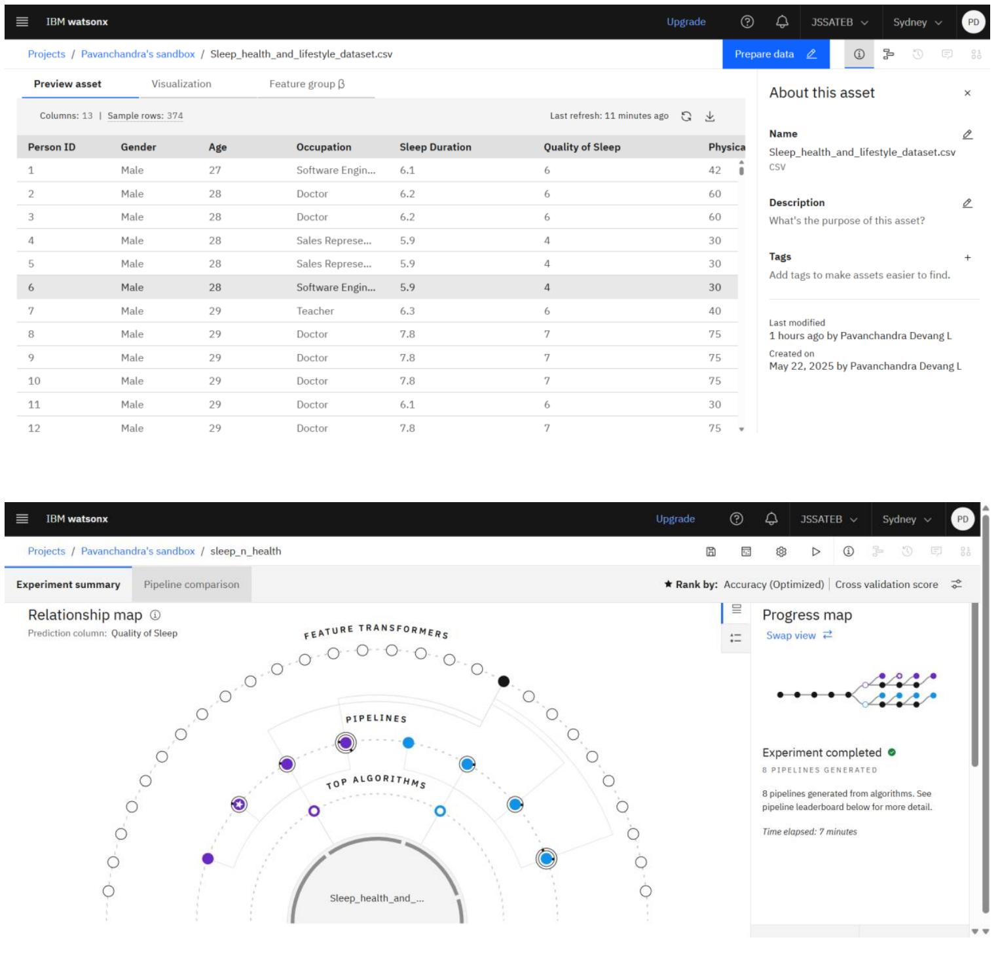 IBM watsonx Upgrade JSSATEB Sydney PD
Projects / Pavanchandra's sandbox / Sleep_health_and_lifestyle_dataset.csv Prepare data
Preview asset Visualization Feature group β
Columns: 13 | Sample rows: 374 Last refresh: 11 minutes ago
Person ID Gender Age Occupation Sleep Duration Quality of Sleep Physica
1 Male 27 Software Engin... 6.1 6 42
2 Male 28 Doctor 6.2 6 60
3 Male 28 Doctor 6.2 6 60
4 Male 28 Sales Represe... 5.9 4 30
5 Male 28 Sales Represe... 5.9 4 30
6 Male 28 Software Engin... 5.9 4 30
7 Male 29 Teacher 6.3 6 40
8 Male 29 Doctor 7.8 7 75
9 Male 29 Doctor 7.8 7 75
10 Male 29 Doctor 7.8 7 75
11 Male 29 Doctor 6.1 6 30
12 Male 29 Doctor 7.8 7 75
About this asset
Name
Sleep_health_and_lifestyle_dataset.csv
CSV
Description
What's the purpose of this asset?
Tags
Add tags to make assets easier to find.
Last modified
1 hours ago by Pavanchandra Devang L
Created on
May 22, 2025 by Pavanchandra Devang L
IBM watsonx Upgrade JSSATEB Sydney PD
Projects / Pavanchandra's sandbox / sleep_n_health
Experiment summary Pipeline comparison
Rank by: Accuracy (Optimized) | Cross validation score
Relationship map
Prediction column: Quality of Sleep
FEATURE TRANSFORMERS
PIPELINES
TOP ALGORITHMS
Sleep_health_and_...
Progress map
Swap view
Experiment completed
8 PIPELINES GENERATED
8 pipelines generated from algorithms. See
pipeline leaderboard below for more detail.
Time elapsed: 7 minutes